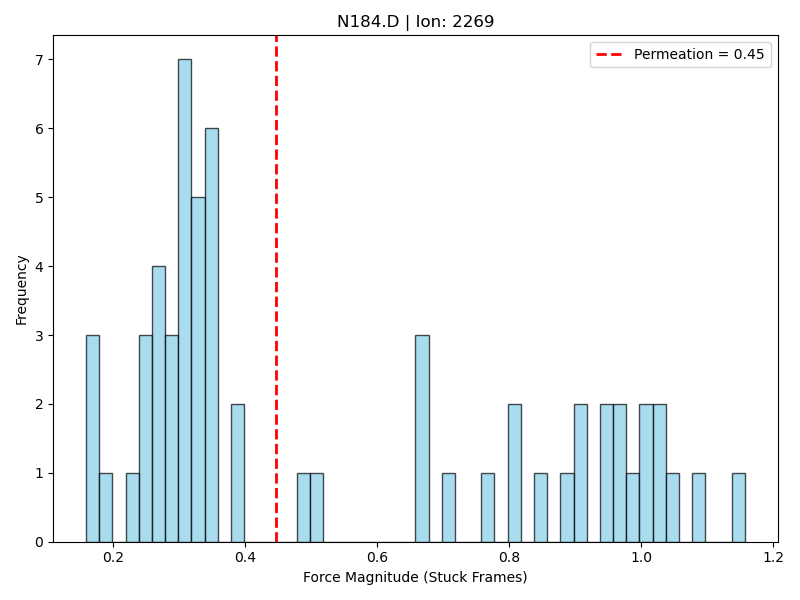 N184.D | Ion: 2269
Permeation = 0.45
Frequency
7
6
5
4
3
2
1
0
0.2 0.4 0.6 0.8 1.0 1.2
Force Magnitude (Stuck Frames)